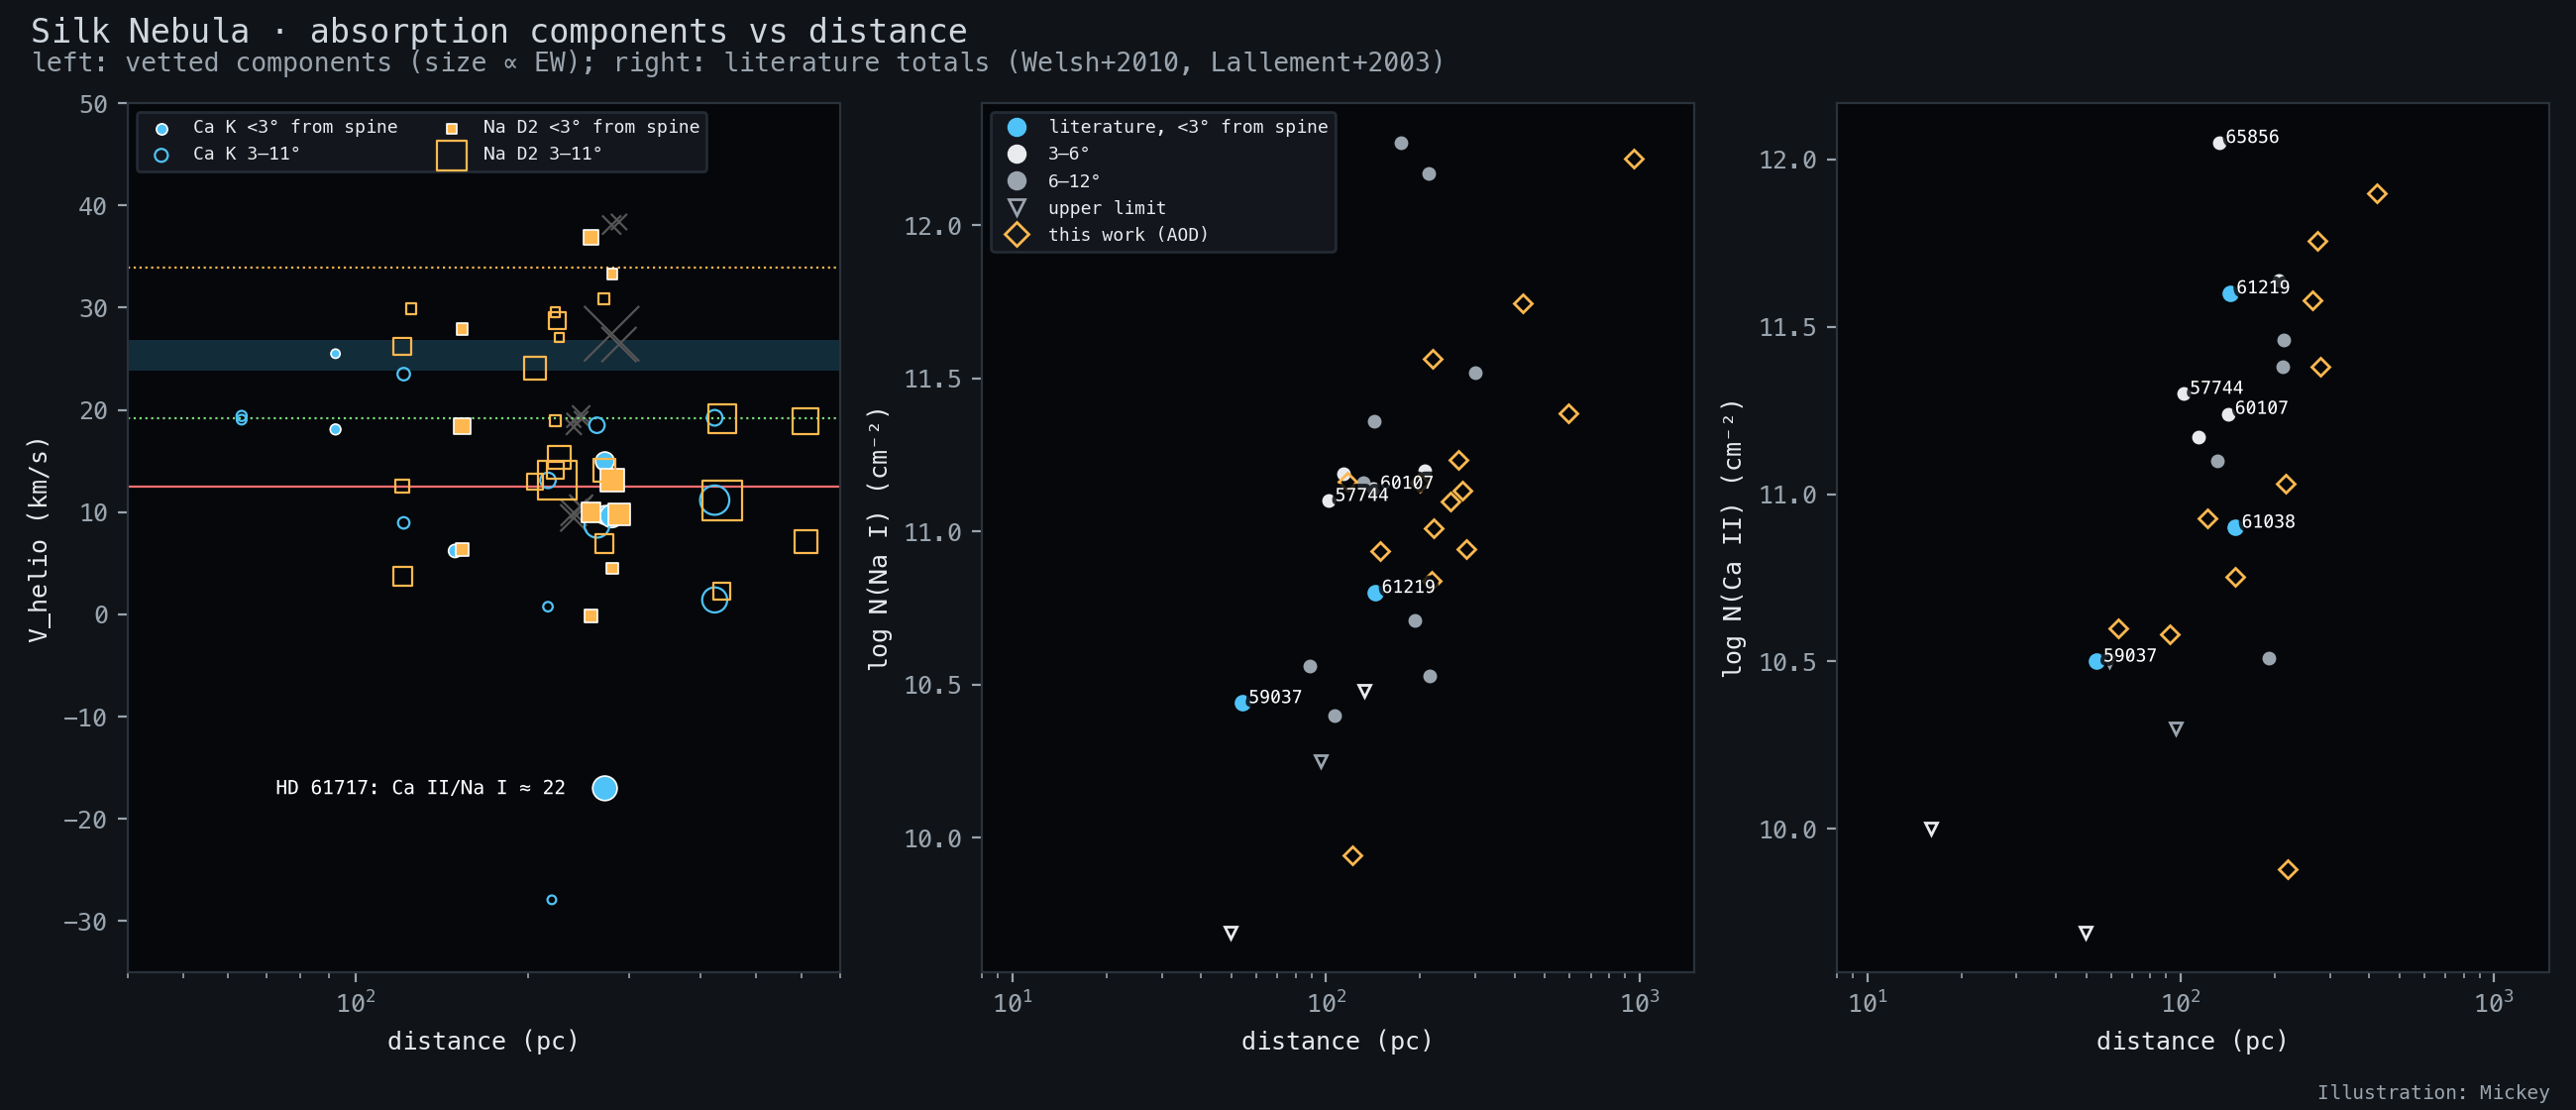 Silk Nebula · absorption components vs distance
left: vetted components (size ∝ EW); right: literature totals (Welsh+2010, Lallement+2003)
V_helio (km/s)
50
40
30
20
10
0
−10
−20
−30
Ca K <3° from spine
Ca K 3–11°
Na D2 <3° from spine
Na D2 3–11°
HD 61717: Ca II/Na I ≈ 22
10²
distance (pc)
log N(Na I) (cm⁻²)
12.0
11.5
11.0
10.5
10.0
literature, <3° from spine
3–6°
6–12°
upper limit
this work (AOD)
60107
57744
61219
59037
10¹ 10² 10³
distance (pc)
log N(Ca II) (cm⁻²)
12.0
11.5
11.0
10.5
10.0
65856
61219
57744
60107
61038
59037
10¹ 10² 10³
distance (pc)
Illustration: Mickey